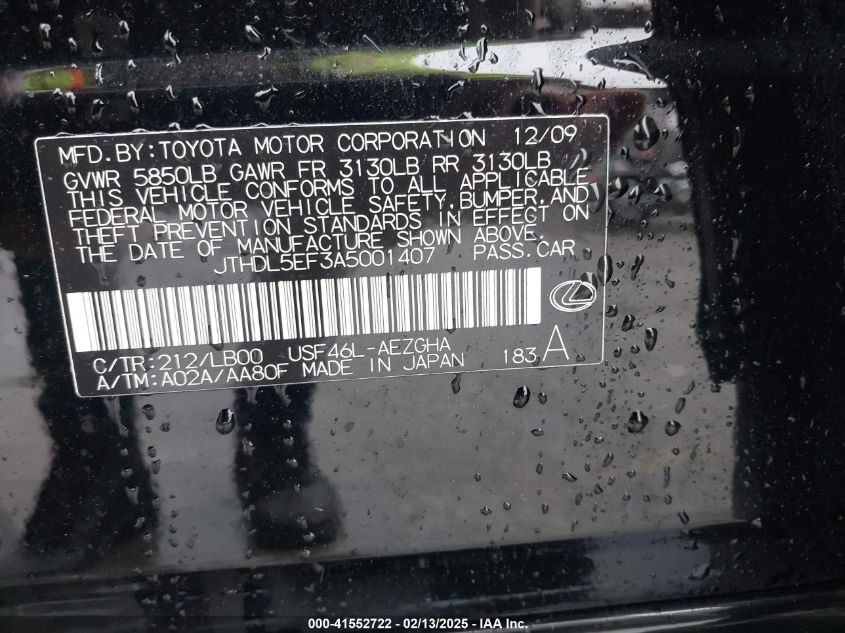 MFD.BY:TOYOTA MOTOR CORPORATION 12/09
GVWR 5850LB GAWR FR 3130LB RR 3130LB
THIS VEHICLE CONFORMS TO ALL APPLICABLE
FEDERAL MOTOR VEHICLE SAFETY,BUMPER,AND
THEFT PREVENTION STANDARDS IN EFFECT ON
THE DATE OF MANUFACTURE SHOWN ABOVE.
JTHDL5EF3A5001407 PASS.CAR
C/TR:212/LB00 USF46L-AEZGHA
A/TM:A02A/AA80F MADE IN JAPAN 183 A
000-41552722 - 02/13/2025 - IAA Inc.